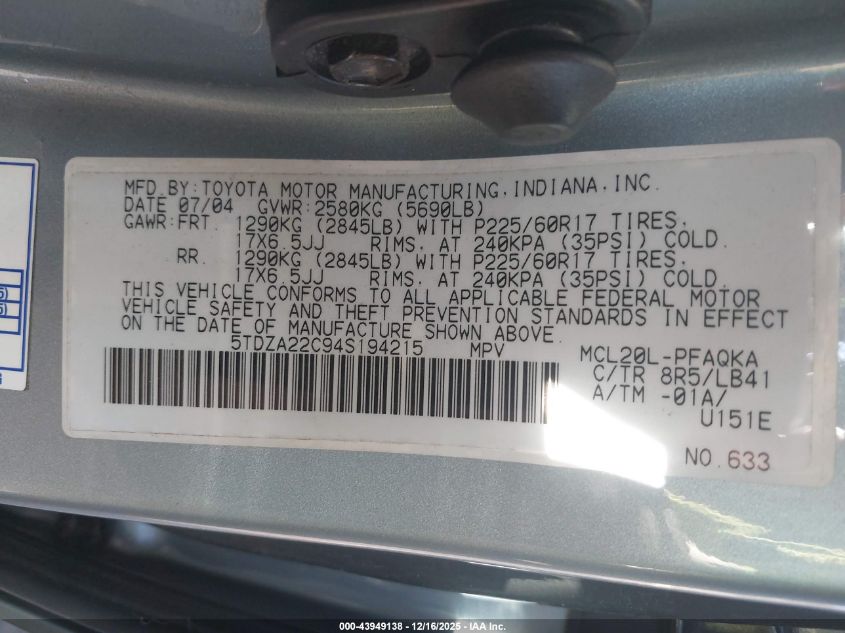 MFD.BY:TOYOTA MOTOR MANUFACTURING,INDIANA,INC.
DATE 07/04 GVWR:2580KG (5690LB)
GAWR:FRT. 1290KG (2845LB) WITH P225/60R17 TIRES.
17X6.5JJ RIMS. AT 240KPA (35PSI) COLD.
RR. 1290KG (2845LB) WITH P225/60R17 TIRES.
17X6.5JJ RIMS. AT 240KPA (35PSI) COLD.
THIS VEHICLE CONFORMS TO ALL APPLICABLE FEDERAL MOTOR
VEHICLE SAFETY AND THEFT PREVENTION STANDARDS IN EFFECT
ON THE DATE OF MANUFACTURE SHOWN ABOVE.
5TDZA22C94S194215 MPV
MCL20L-PFAQKA
C/TR 8R5/LB41
A/TM -01A/
U151E
NO.633
000-43949138 - 12/16/2025 - IAA Inc.